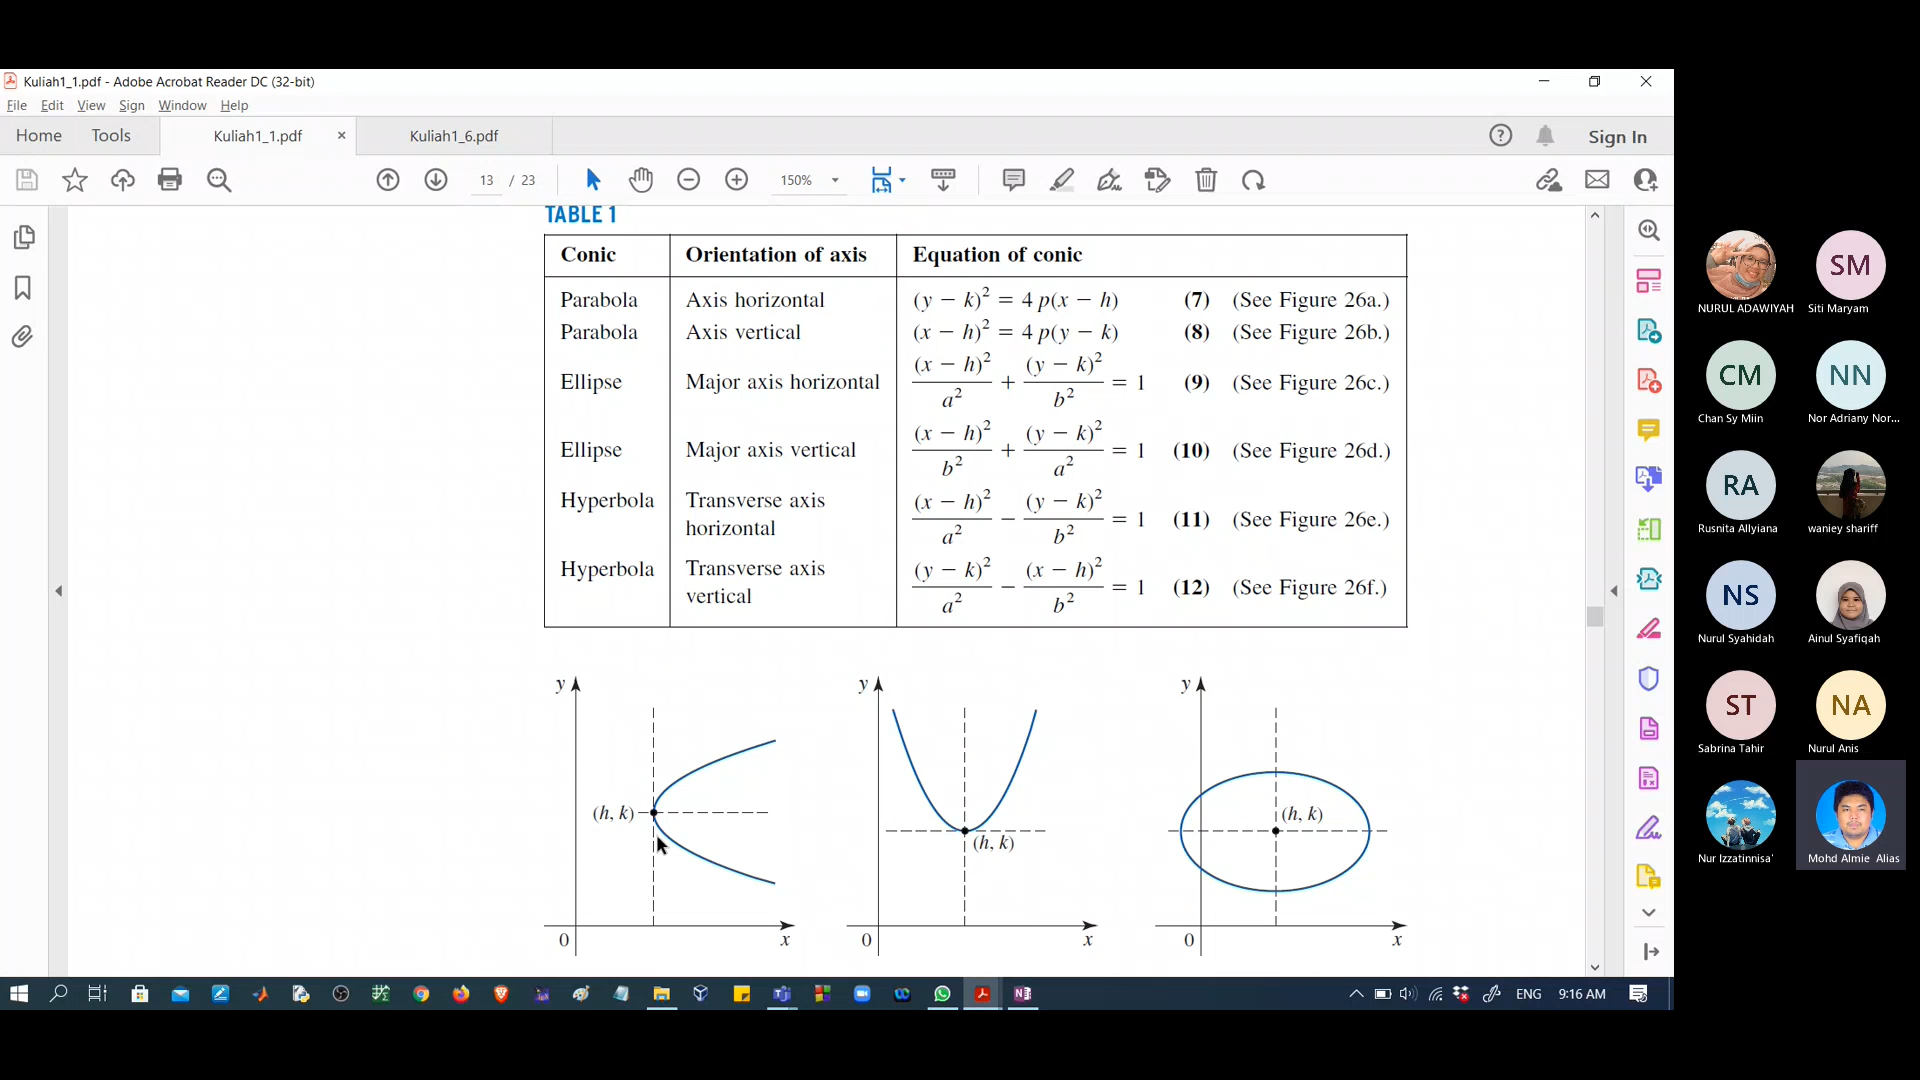 Kuliah1_1.pdf - Adobe Acrobat Reader DC (32-bit)
File Edit View Sign Window Help
Home Tools Kuliah1_1.pdf × Kuliah1_6.pdf Sign In
13 / 23 150%
TABLE 1
Conic Orientation of axis Equation of conic
Parabola Axis horizontal (y − k)² = 4p(x − h) (7) (See Figure 26a.)
Parabola Axis vertical (x − h)² = 4p(y − k) (8) (See Figure 26b.)
Ellipse Major axis horizontal (x − h)²/a² + (y − k)²/b² = 1 (9) (See Figure 26c.)
Ellipse Major axis vertical (x − h)²/b² + (y − k)²/a² = 1 (10) (See Figure 26d.)
Hyperbola Transverse axis horizontal (x − h)²/a² − (y − k)²/b² = 1 (11) (See Figure 26e.)
Hyperbola Transverse axis vertical (y − k)²/a² − (x − h)²/b² = 1 (12) (See Figure 26f.)
y y y
(h, k) (h, k) (h, k)
0 x 0 x 0 x
ENG 9:16 AM
NURUL ADAWIYAH
SM
Siti Maryam
CM
Chan Sy Miin
NN
Nor Adriany Nor...
RA
Rusnita Allyiana
waniey shariff
NS
Nurul Syahidah
Ainul Syafiqah
ST
Sabrina Tahir
NA
Nurul Anis
Nur Izzatinnisa'
Mohd Almie Alias